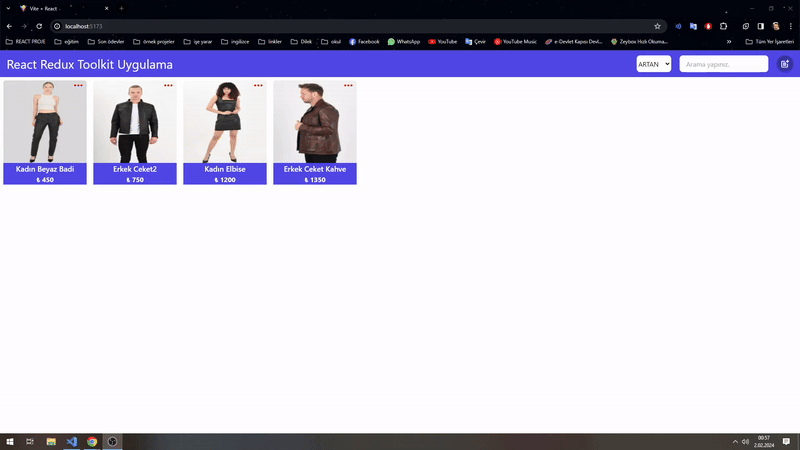 Vite + React
localhost:5173
REACT PROJE eğitim Son ödevler örnek projeler işe yarar ingilizce linkler Dilek okul Facebook WhatsApp YouTube Çevir YouTube Music e-Devlet Kapısı Devl... Zeybox Hızlı Okuma... » Tüm Yer İşaretleri
React Redux Toolkit Uygulama ARTAN Arama yapınız..
Kadın Beyaz Badi Erkek Ceket2 Kadın Elbise Erkek Ceket Kahve
₺ 450 ₺ 750 ₺ 1200 ₺ 1350
00:57
2.02.2024